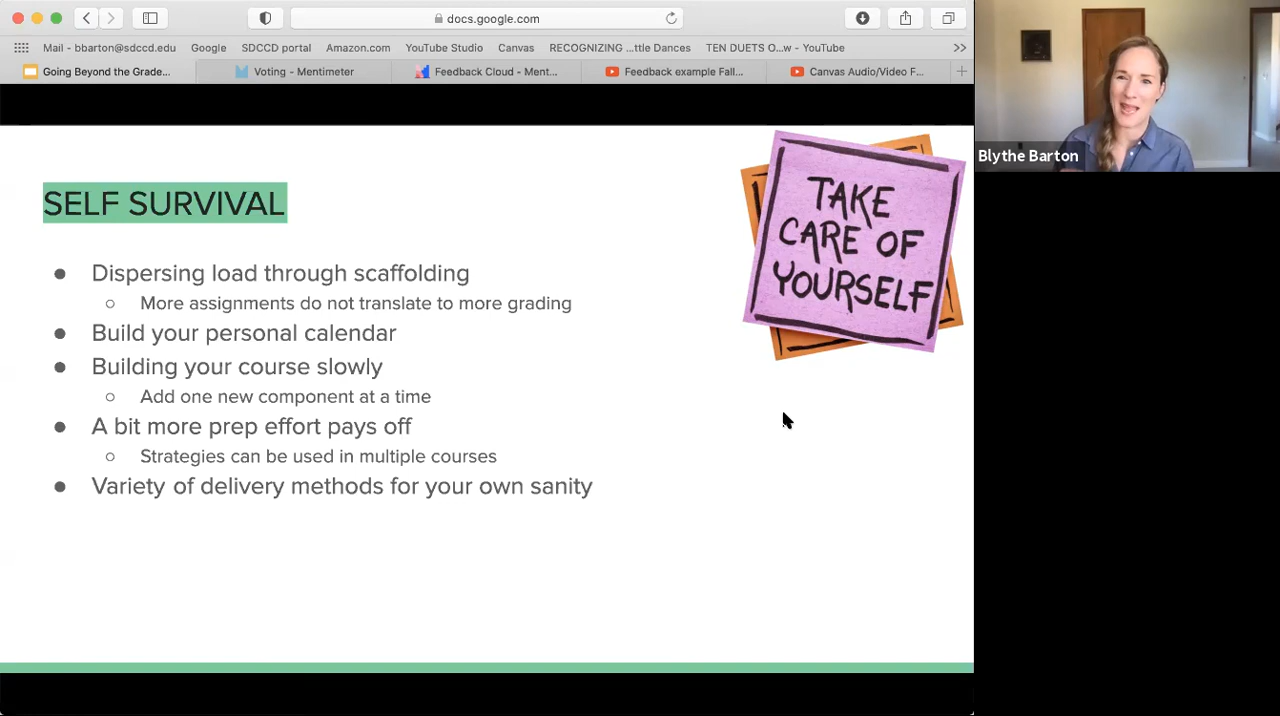 docs.google.com
Mail - bbarton@sdccd.edu Google SDCCD portal Amazon.com YouTube Studio Canvas RECOGNIZING ...ttle Dances TEN DUETS O...w - YouTube >>
Going Beyond the Grade... Voting - Mentimeter Feedback Cloud - Ment... Feedback example Fall... Canvas Audio/Video F...
Blythe Barton
SELF SURVIVAL
TAKE
CARE OF
YOURSELF
● Dispersing load through scaffolding
○ More assignments do not translate to more grading
● Build your personal calendar
● Building your course slowly
○ Add one new component at a time
● A bit more prep effort pays off
○ Strategies can be used in multiple courses
● Variety of delivery methods for your own sanity